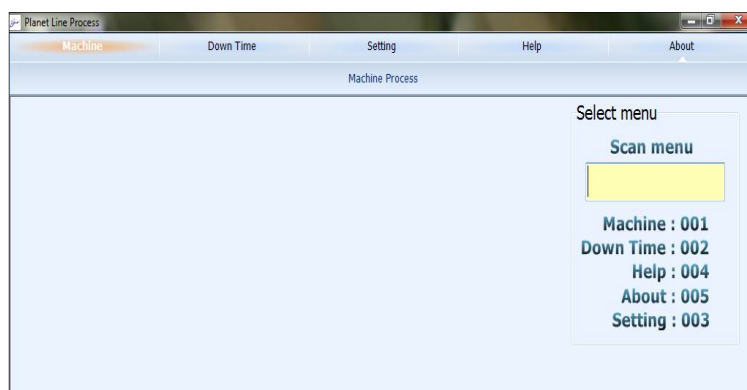 Planet Line Process
Machine Down Time Setting Help About
Machine Process
Select menu
Scan menu
Machine : 001
Down Time : 002
Help : 004
About : 005
Setting : 003